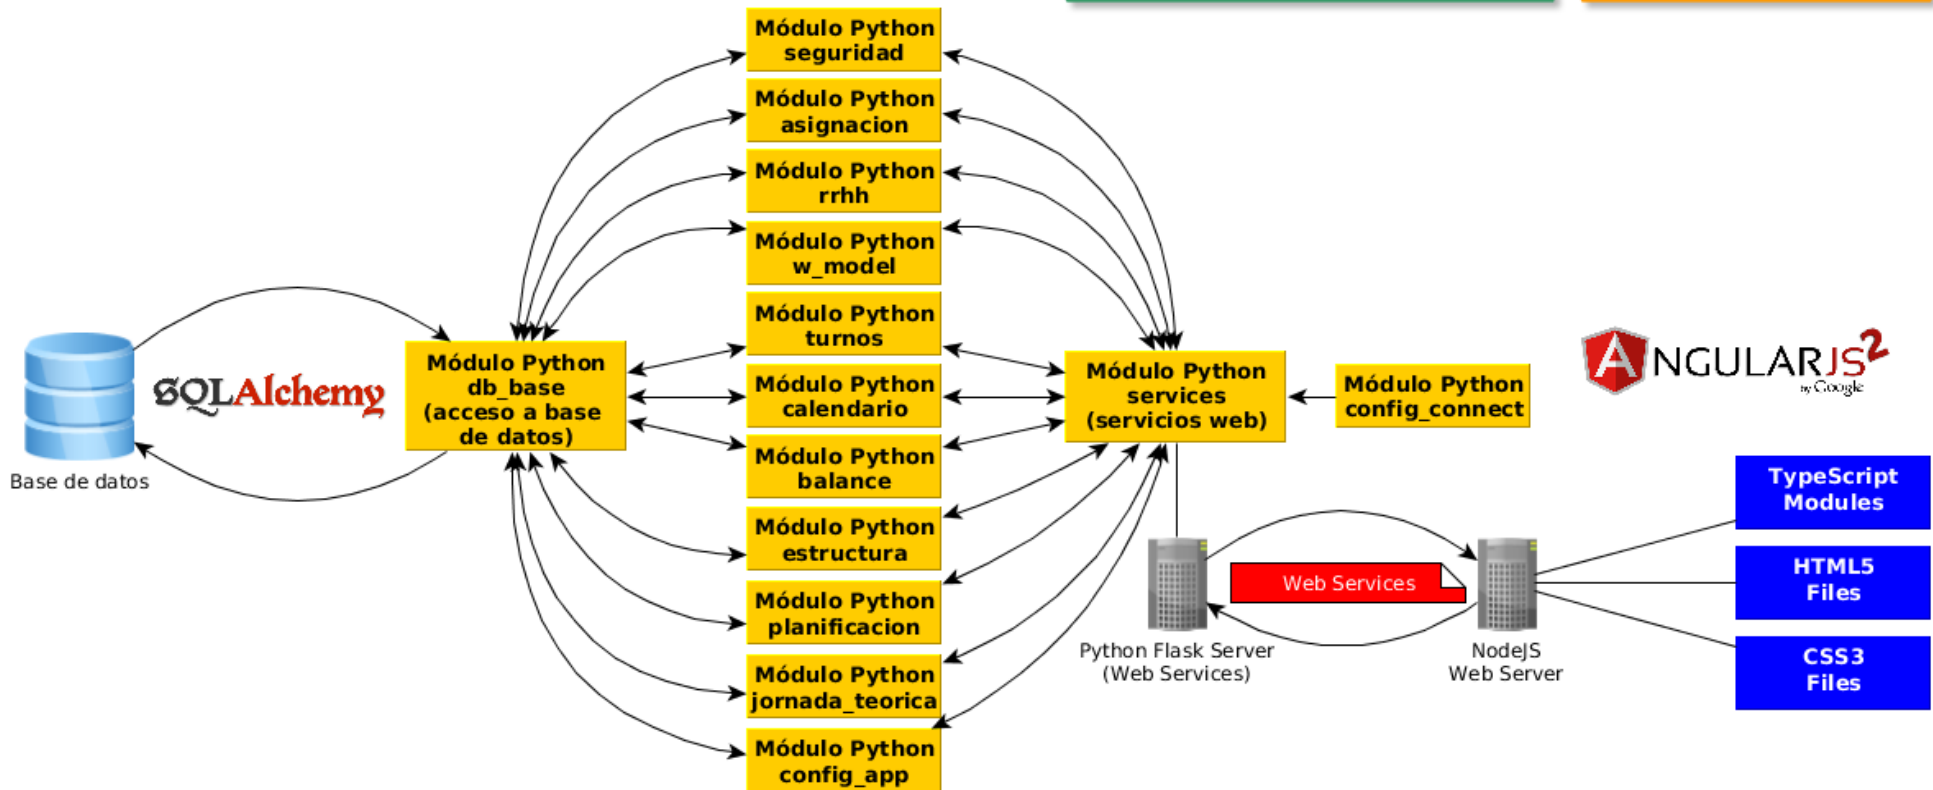 Módulo Python
seguridad
Módulo Python
asignacion
Módulo Python
rrhh
Módulo Python
w_model
Módulo Python
turnos
Módulo Python
calendario
Módulo Python
balance
Módulo Python
estructura
Módulo Python
planificacion
Módulo Python
jornada_teorica
Módulo Python
config_app
Base de datos
SQLAlchemy
Módulo Python
db_base
(acceso a base
de datos)
Módulo Python
services
(servicios web)
Módulo Python
config_connect
ANGULARJS2
by Google
Python Flask Server
(Web Services)
Web Services
NodeJS
Web Server
TypeScript
Modules
HTML5
Files
CSS3
Files